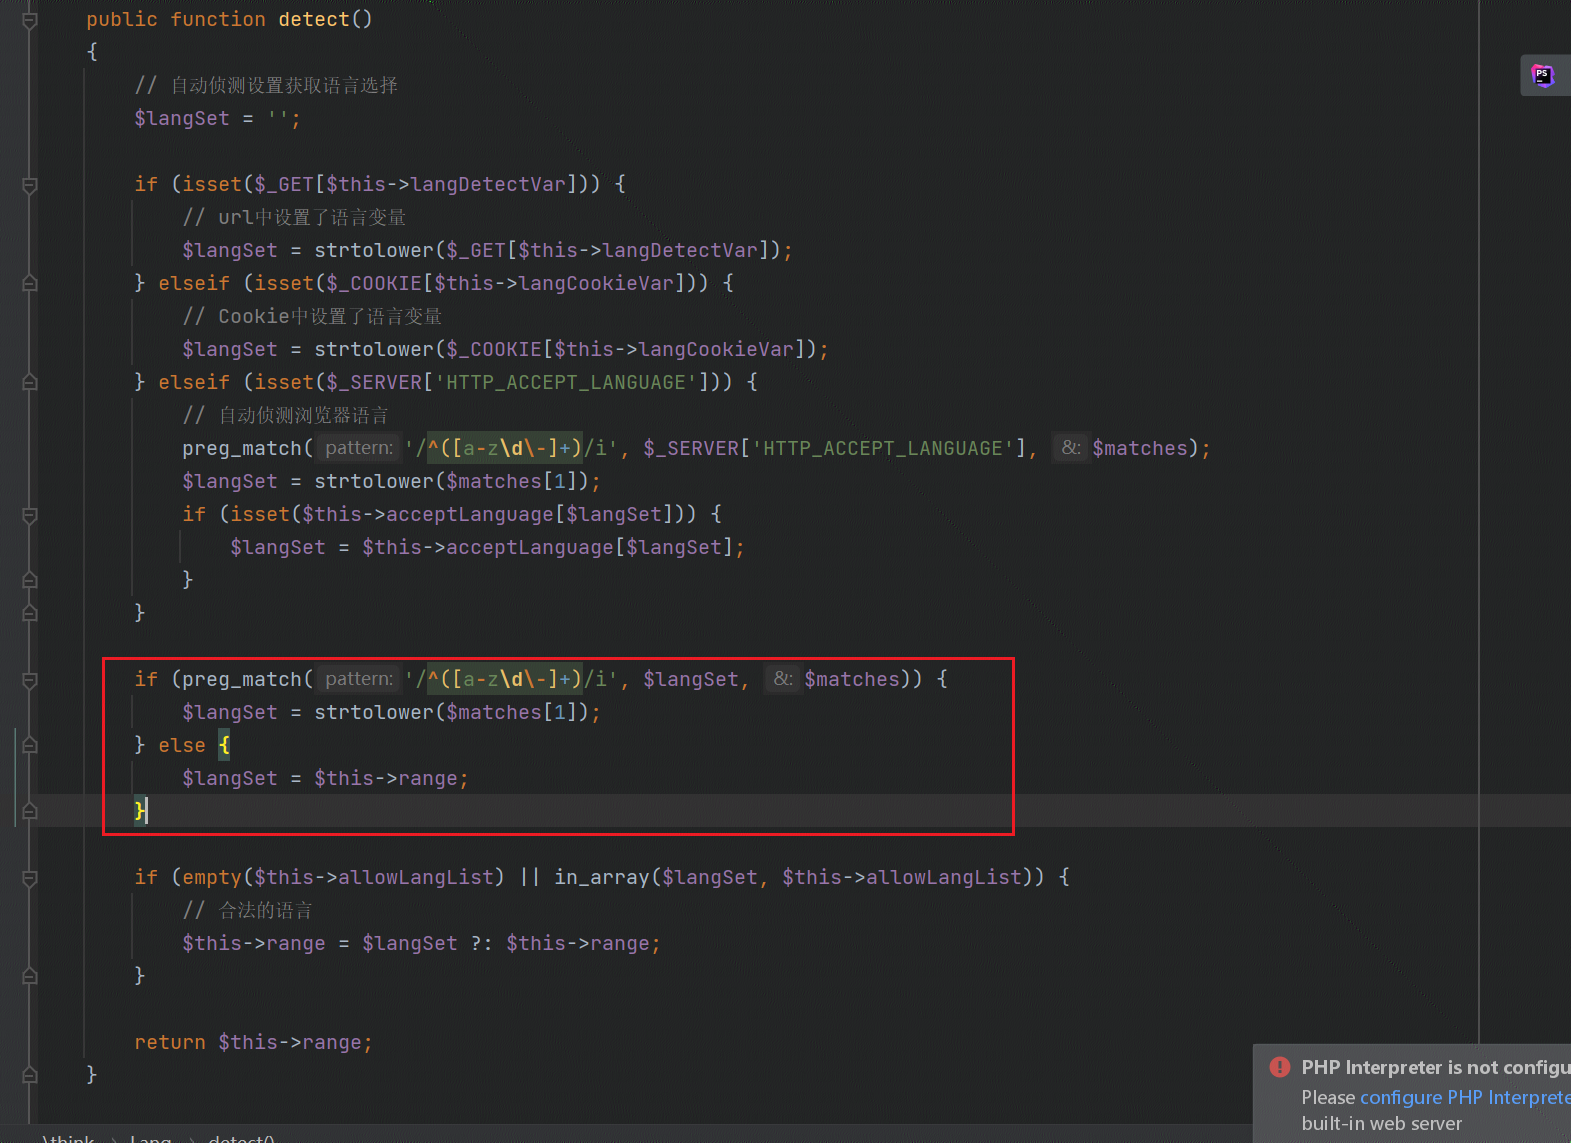 public function detect()
{
// 自动侦测设置获取语言选择
$langSet = '';
if (isset($_GET[$this->langDetectVar])) {
// url中设置了语言变量
$langSet = strtolower($_GET[$this->langDetectVar]);
} elseif (isset($_COOKIE[$this->langCookieVar])) {
// Cookie中设置了语言变量
$langSet = strtolower($_COOKIE[$this->langCookieVar]);
} elseif (isset($_SERVER['HTTP_ACCEPT_LANGUAGE'])) {
// 自动侦测浏览器语言
preg_match( pattern: '/^([a-z\d\-]+)/i', $_SERVER['HTTP_ACCEPT_LANGUAGE'], &: $matches);
$langSet = strtolower($matches[1]);
if (isset($this->acceptLanguage[$langSet])) {
$langSet = $this->acceptLanguage[$langSet];
}
}
if (preg_match( pattern: '/^([a-z\d\-]+)/i', $langSet, &: $matches)) {
$langSet = strtolower($matches[1]);
} else {
$langSet = $this->range;
}
if (empty($this->allowLangList) || in_array($langSet, $this->allowLangList)) {
// 合法的语言
$this->range = $langSet ?: $this->range;
}
return $this->range;
}
PS
PHP Interpreter is not configu
Please configure PHP Interprete
built-in web server
\think > Lang > detect()